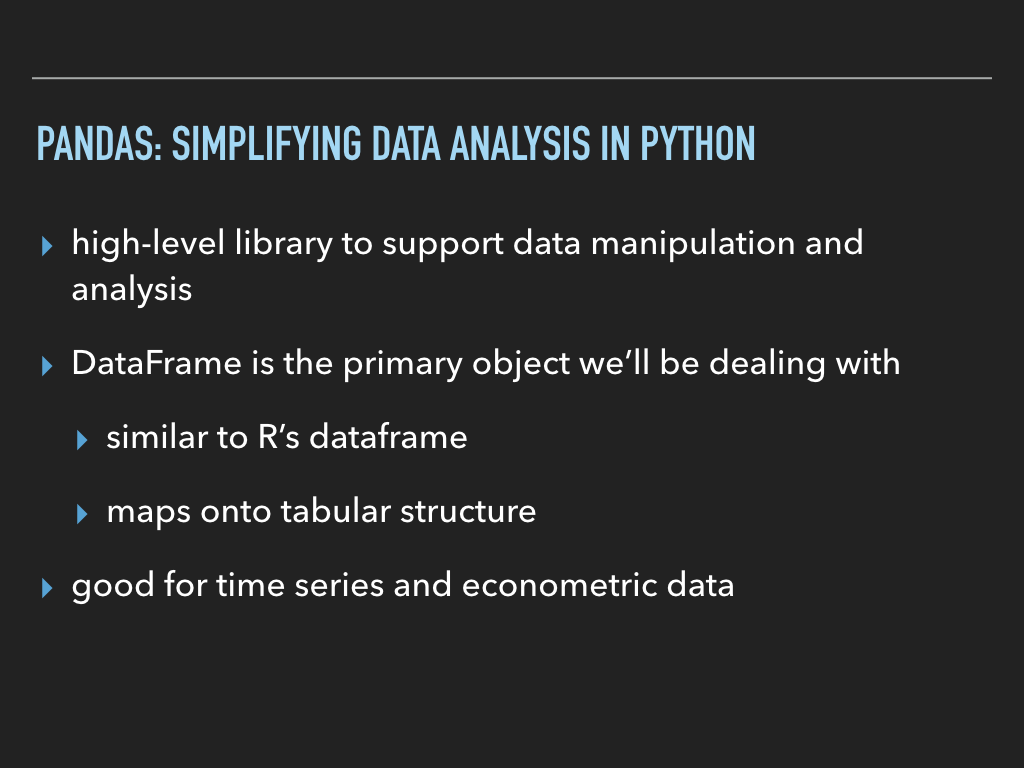 PANDAS: SIMPLIFYING DATA ANALYSIS IN PYTHON
high-level library to support data manipulation and
analysis
DataFrame is the primary object we’ll be dealing with
similar to R’s dataframe
maps onto tabular structure
good for time series and econometric data